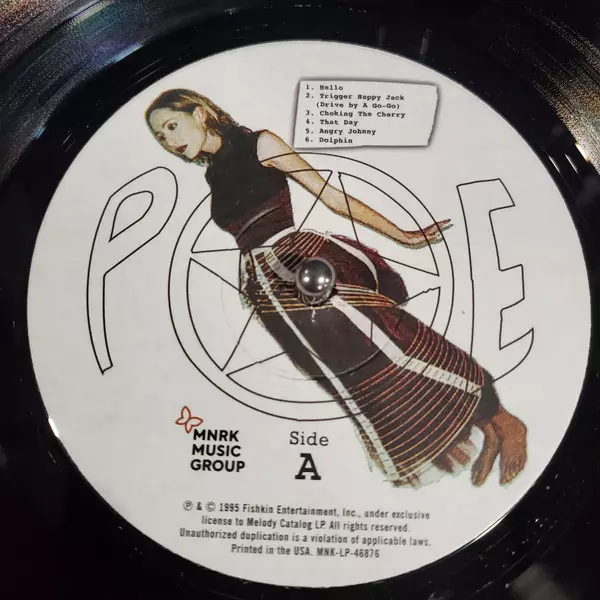 1. Hello
2. Trigger Happy Jack
(Drive by A Go-Go)
3. Choking The Cherry
4. That Day
5. Angry Johnny
6. Dolphin
POE
MNRK
MUSIC
GROUP
Side
A
℗ & © 1995 Fishkin Entertainment, Inc., under exclusive
license to Melody Catalog LP. All rights reserved.
Unauthorized duplication is a violation of applicable laws.
Printed in the USA. MNK-LP-46876